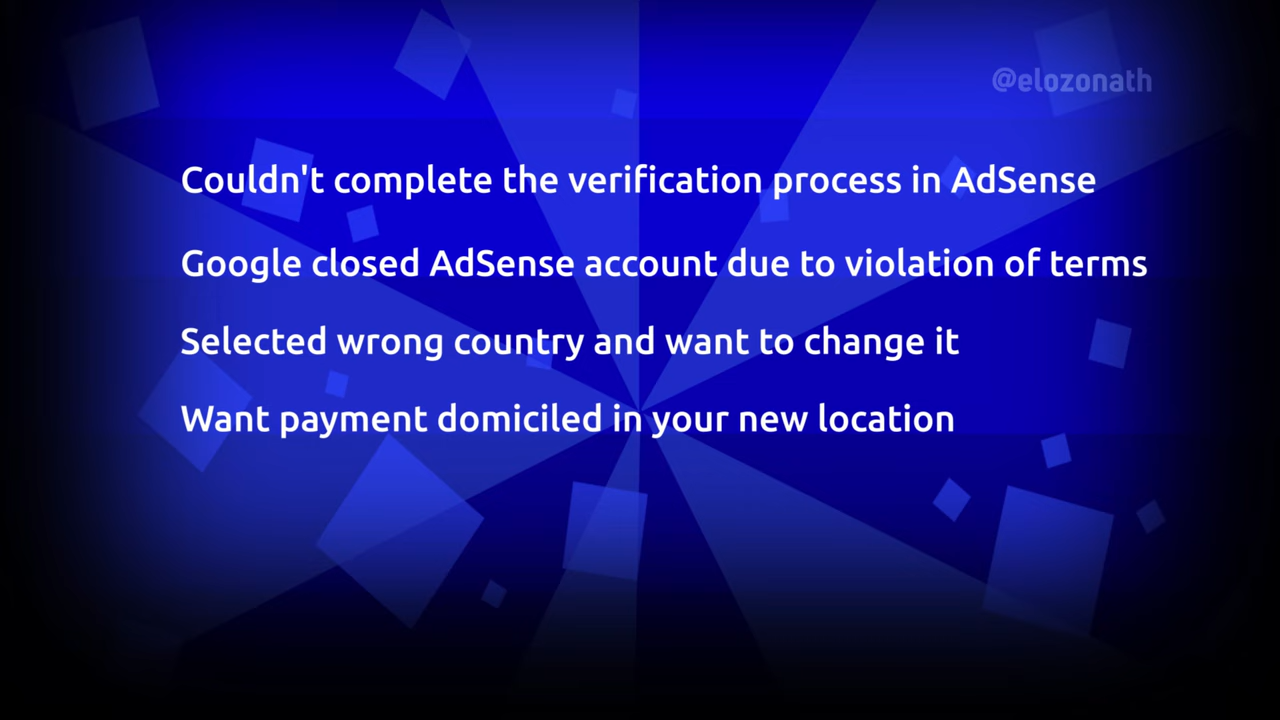 @elozonath
Couldn't complete the verification process in AdSense
Google closed AdSense account due to violation of terms
Selected wrong country and want to change it
Want payment domiciled in your new location